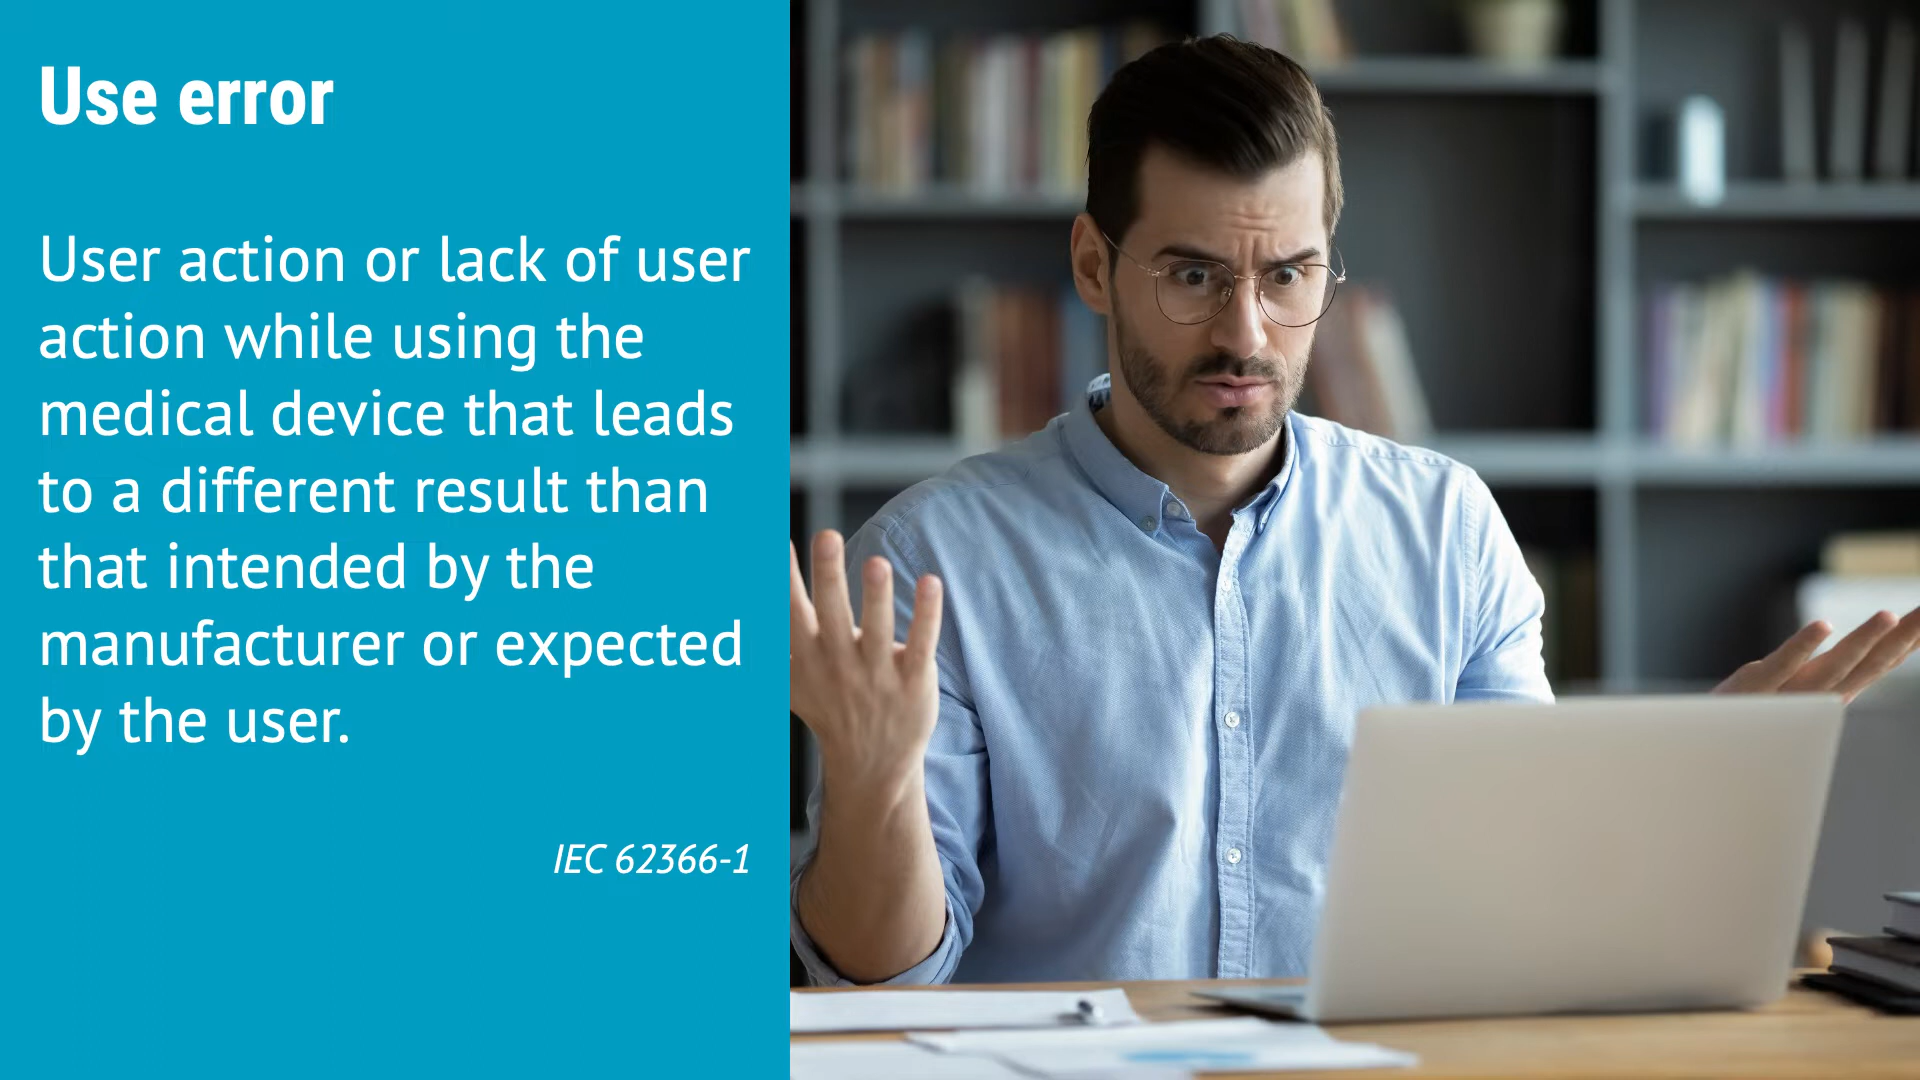 Use error
User action or lack of user
action while using the
medical device that leads
to a different result than
that intended by the
manufacturer or expected
by the user.
IEC 62366-1